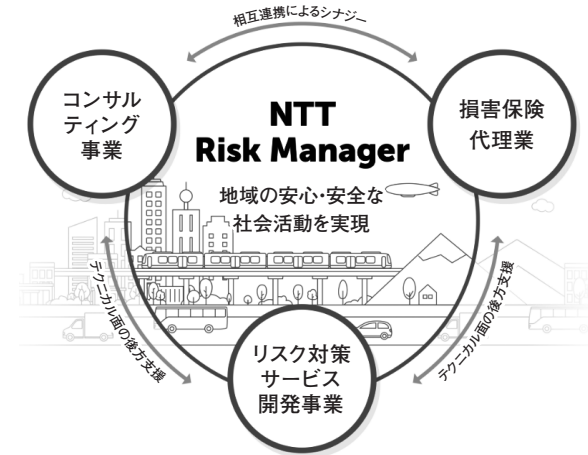 相互連携によるシナジー
コンサル
ティング
事業
NTT
Risk Manager
地域の安心・安全な
社会活動を実現
損害保険
代理業
テクニカル面の後方支援
テクニカル面の後方支援
リスク対策
サービス
開発事業